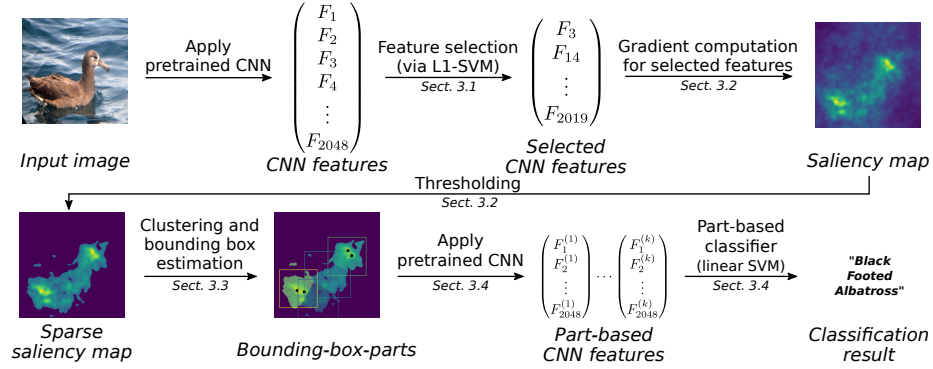 Apply
pretrained CNN
F1
F2
F3
F4
⋮
F2048
Feature selection
(via L1-SVM)
Sect. 3.1
F3
F14
⋮
F2019
Gradient computation
for selected features
Sect. 3.2
Input image
CNN features
Selected
CNN features
Saliency map
Thresholding
Sect. 3.2
Clustering and
bounding box
estimation
Sect. 3.3
Apply
pretrained CNN
Sect. 3.4
F1^(1)
F2^(1)
⋮
F2048^(1)
...
F1^(k)
F2^(k)
⋮
F2048^(k)
Part-based
classifier
(linear SVM)
Sect. 3.4
"Black
Footed
Albatross"
Sparse
saliency map
Bounding-box-parts
Part-based
CNN features
Classification
result